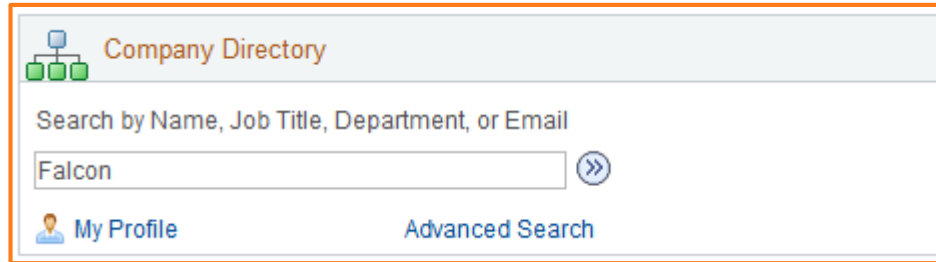 Company Directory
Search by Name, Job Title, Department, or Email
Falcon
My Profile Advanced Search